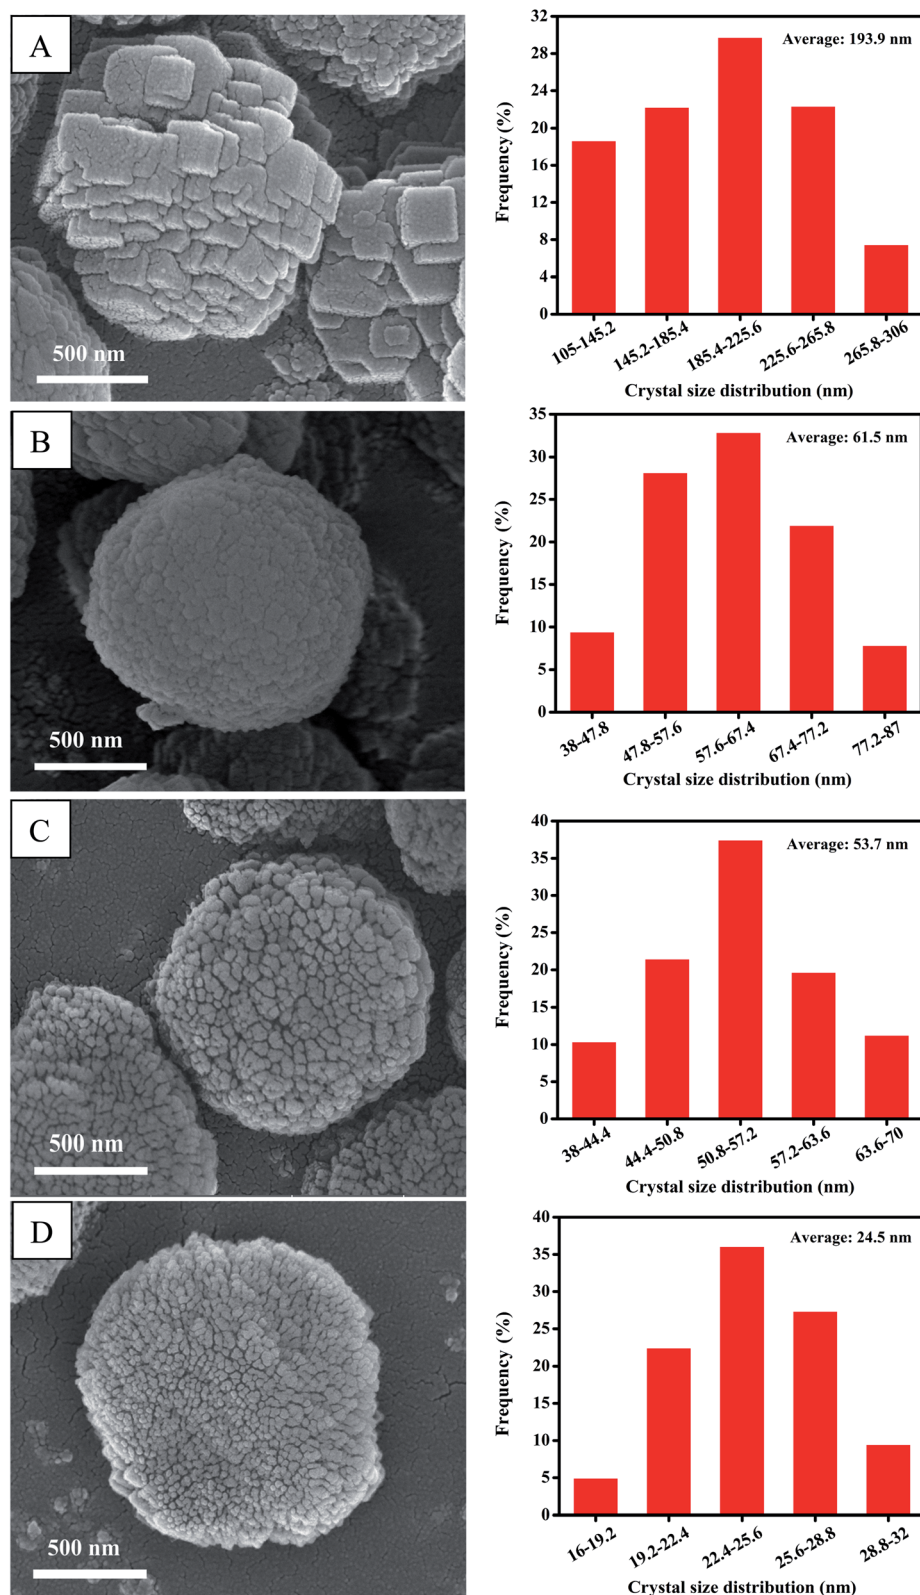 A
500 nm
32
28
24
20
16
12
8
4
0
Frequency (%)
Average: 193.9 nm
105-145.2
145.2-185.4
185.4-225.6
225.6-265.8
265.8-306
Crystal size distribution (nm)
B
500 nm
35
30
25
20
15
10
5
0
Frequency (%)
Average: 61.5 nm
38-47.8
47.8-57.6
57.6-67.4
67.4-77.2
77.2-87
Crystal size distribution (nm)
C
500 nm
40
35
30
25
20
15
10
5
0
Frequency (%)
Average: 53.7 nm
38-44.4
44.4-50.8
50.8-57.2
57.2-63.6
63.6-70
Crystal size distribution (nm)
D
500 nm
40
35
30
25
20
15
10
5
0
Frequency (%)
Average: 24.5 nm
16-19.2
19.2-22.4
22.4-25.6
25.6-28.8
28.8-32
Crystal size distribution (nm)